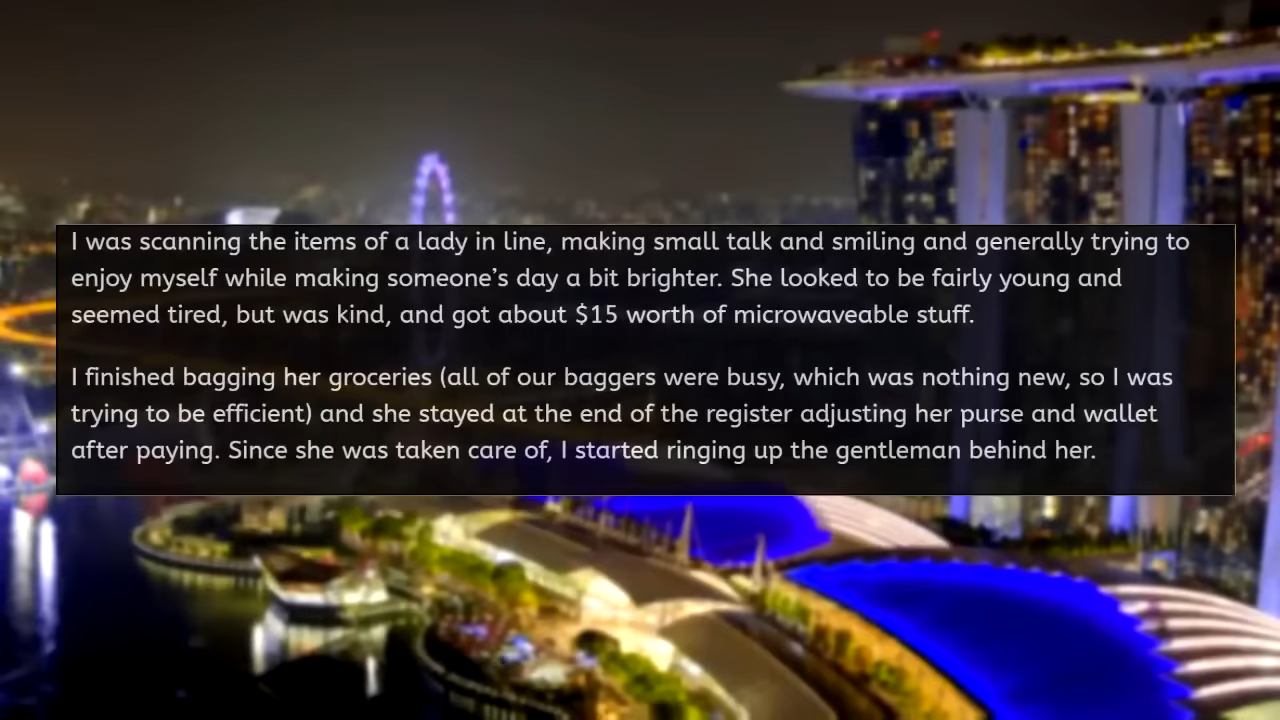 I was scanning the items of a lady in line, making small talk and smiling and generally trying to
enjoy myself while making someone’s day a bit brighter. She looked to be fairly young and
seemed tired, but was kind, and got about $15 worth of microwaveable stuff.
I finished bagging her groceries (all of our baggers were busy, which was nothing new, so I was
trying to be efficient) and she stayed at the end of the register adjusting her purse and wallet
after paying. Since she was taken care of, I started ringing up the gentleman behind her.